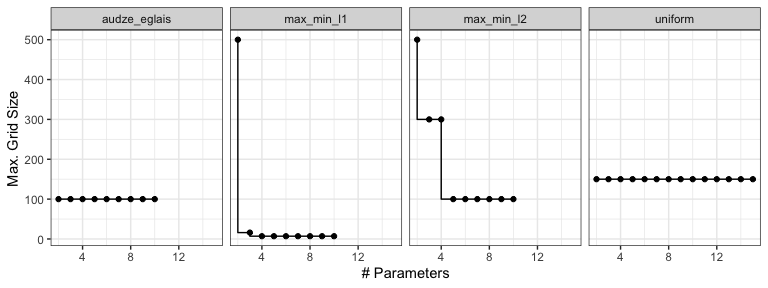 audze_eglais max_min_l1 max_min_l2 uniform
500
400
300
200
100
0
Max. Grid Size
4 8 12 4 8 12 4 8 12 4 8 12
# Parameters